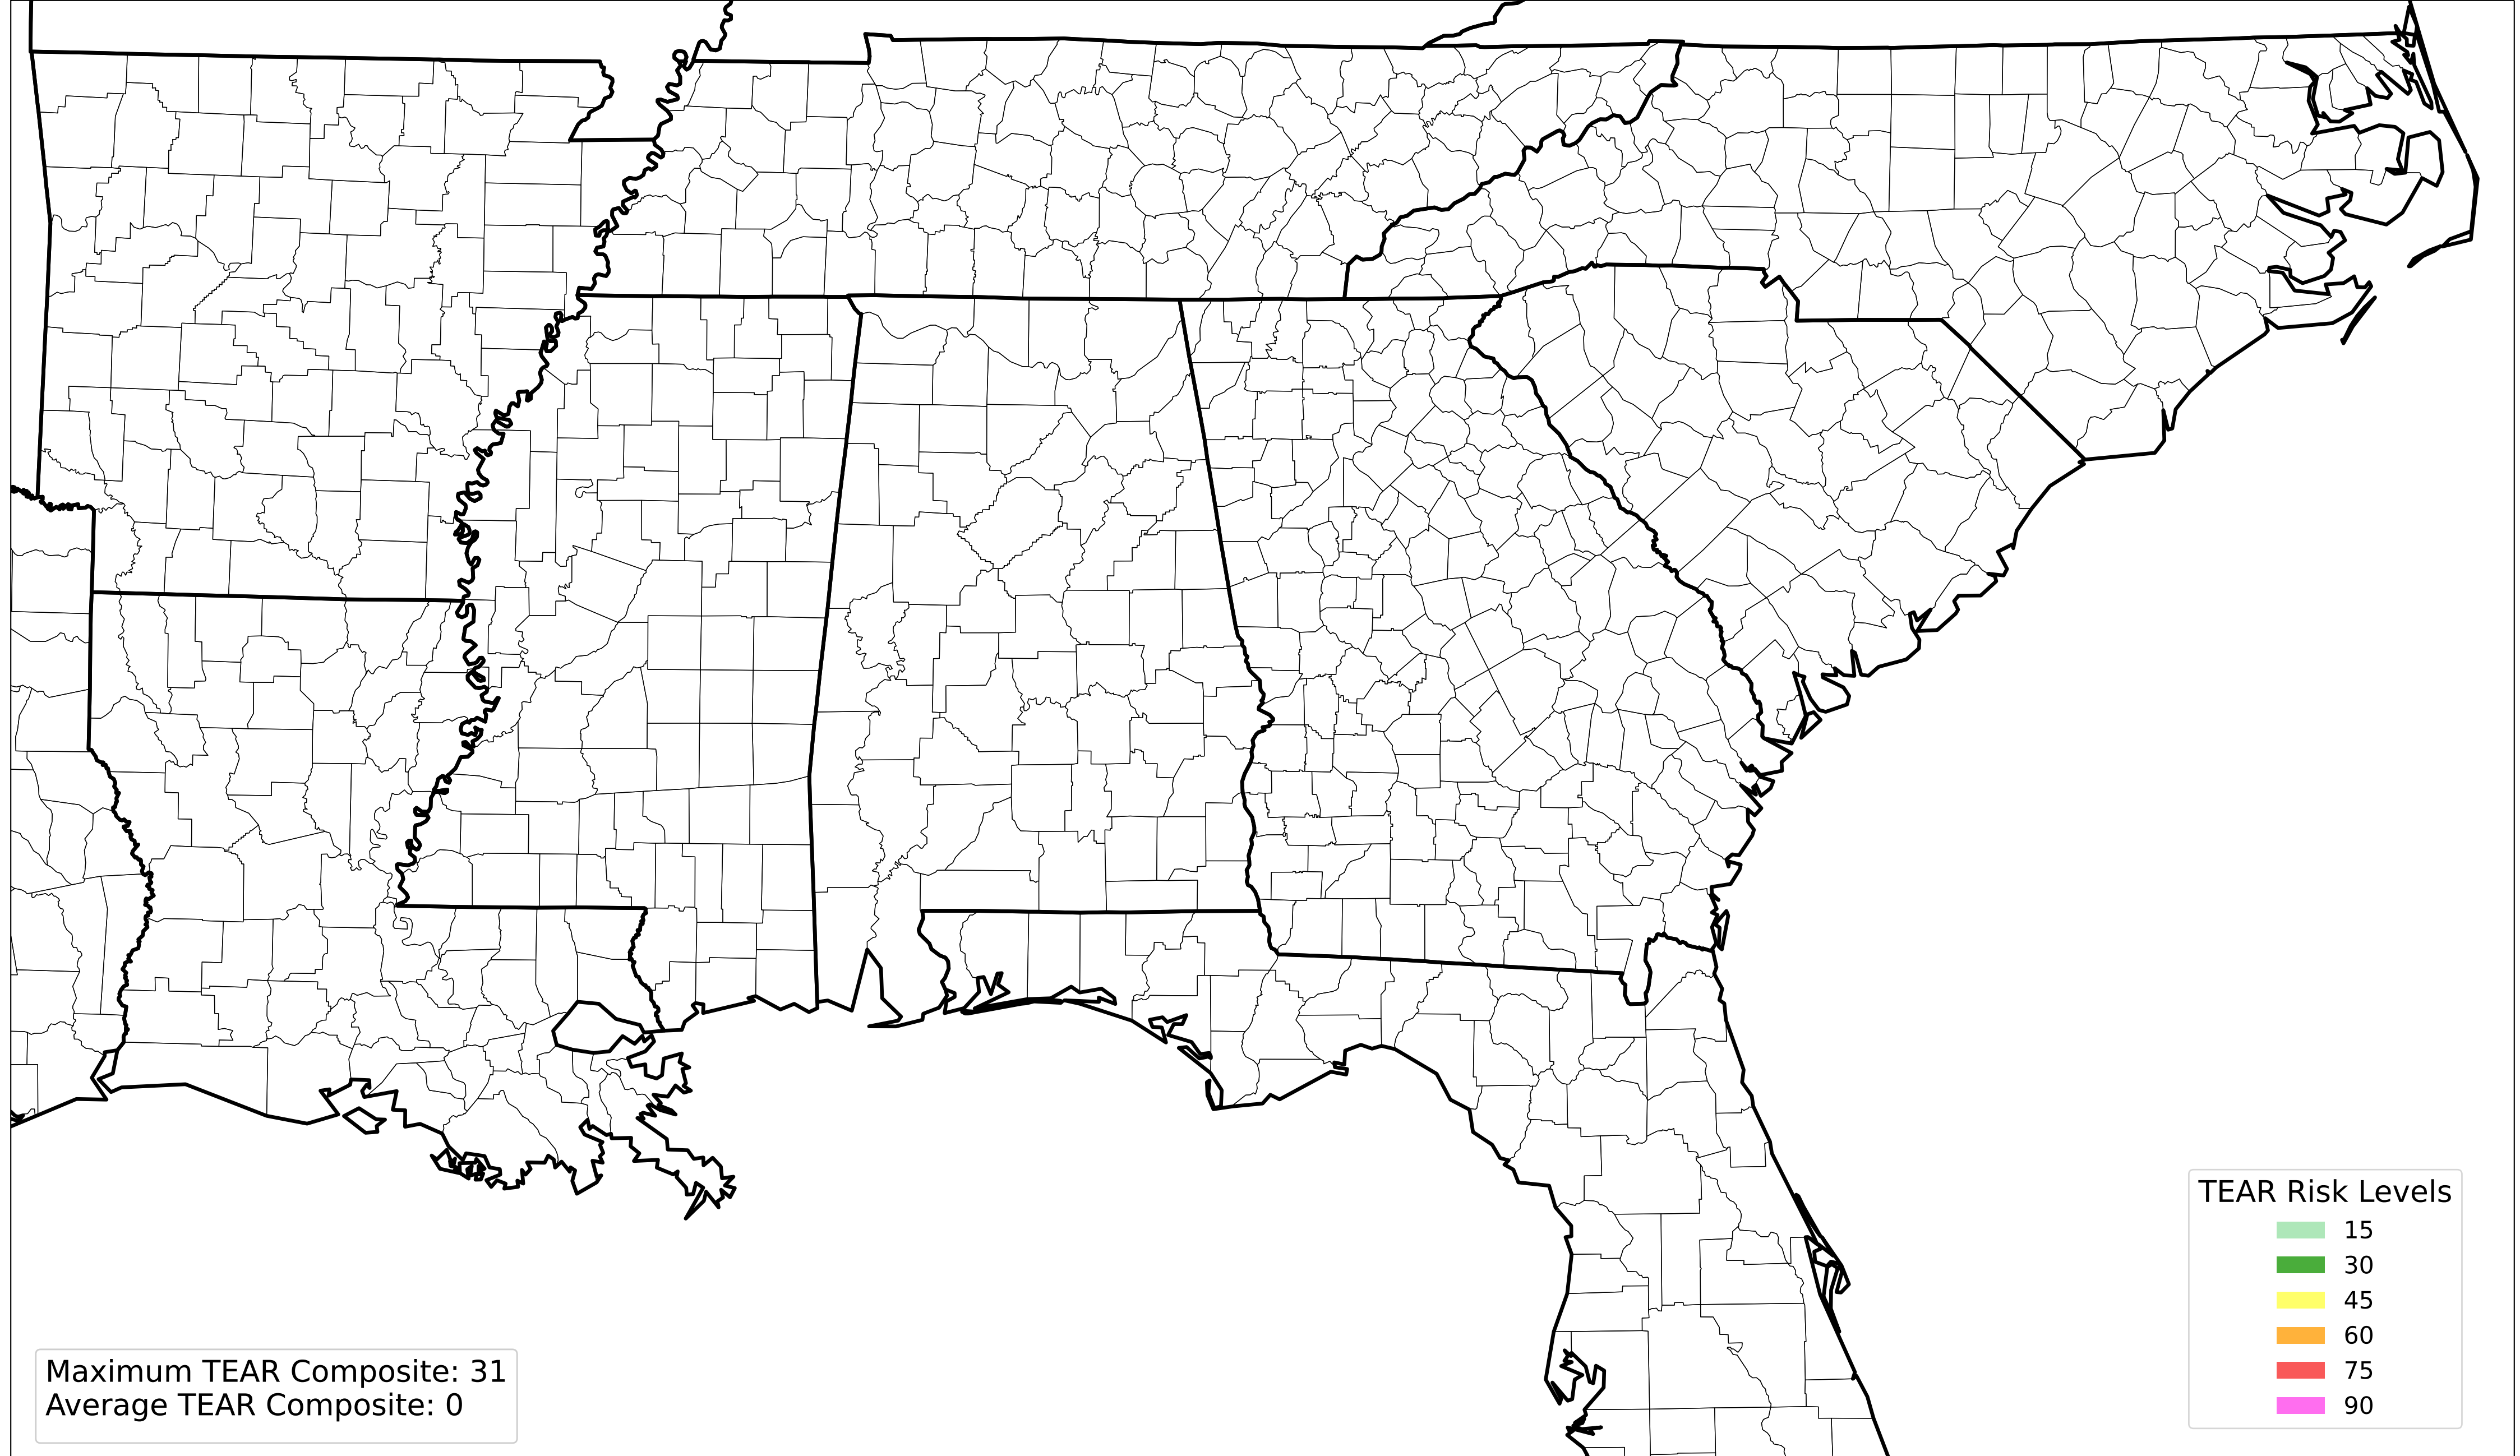 TEAR Risk Levels
15
30
45
60
75
90
Maximum TEAR Composite: 31
Average TEAR Composite: 0